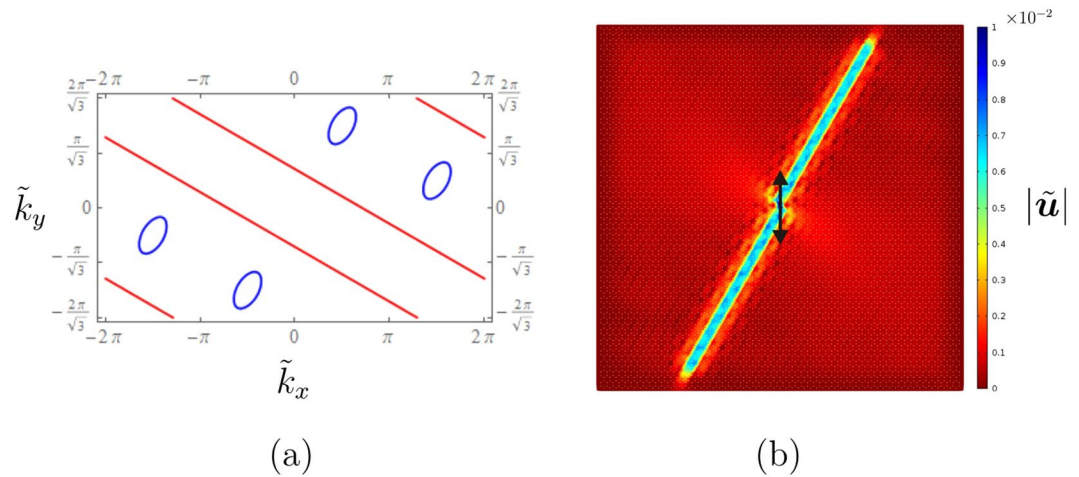 −2π −π 0 π 2π
2π/√3 2π/√3
π/√3 π/√3
k̃y 0 0
−π/√3 −π/√3
−2π/√3 −2π/√3
−2π −π 0 π 2π
k̃x
(a)
×10⁻²
1
0.9
0.8
0.7
0.6
0.5
0.4
0.3
0.2
0.1
0
|ũ|
(b)